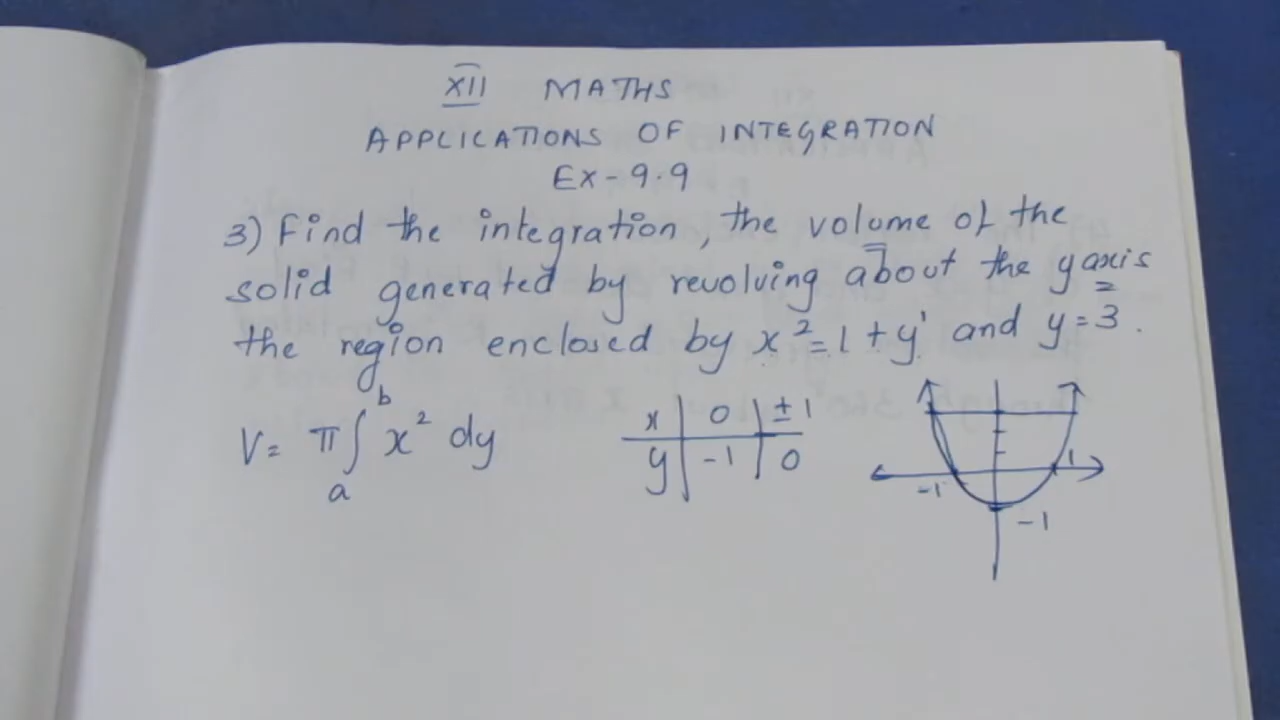 XII MATHS
APPLICATIONS OF INTEGRATION
Ex-9.9
3) Find the integration, the volume of the
solid generated by revolving about the y axis
the region enclosed by x² = 1 + y and y = 3.
V = π ∫ₐᵇ x² dy
x | 0 | ± 1
y | -1 | 0
-1 1
-1